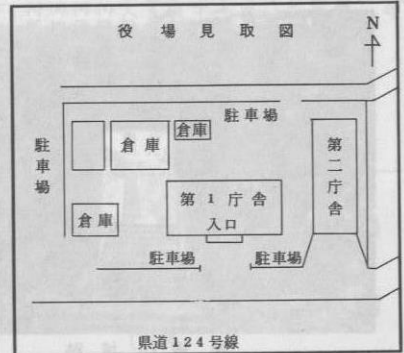 役場見取図
N
駐車場
倉庫
倉庫
駐車場
第二庁舎
倉庫
第1庁舎
入口
駐車場
駐車場
県道124号線